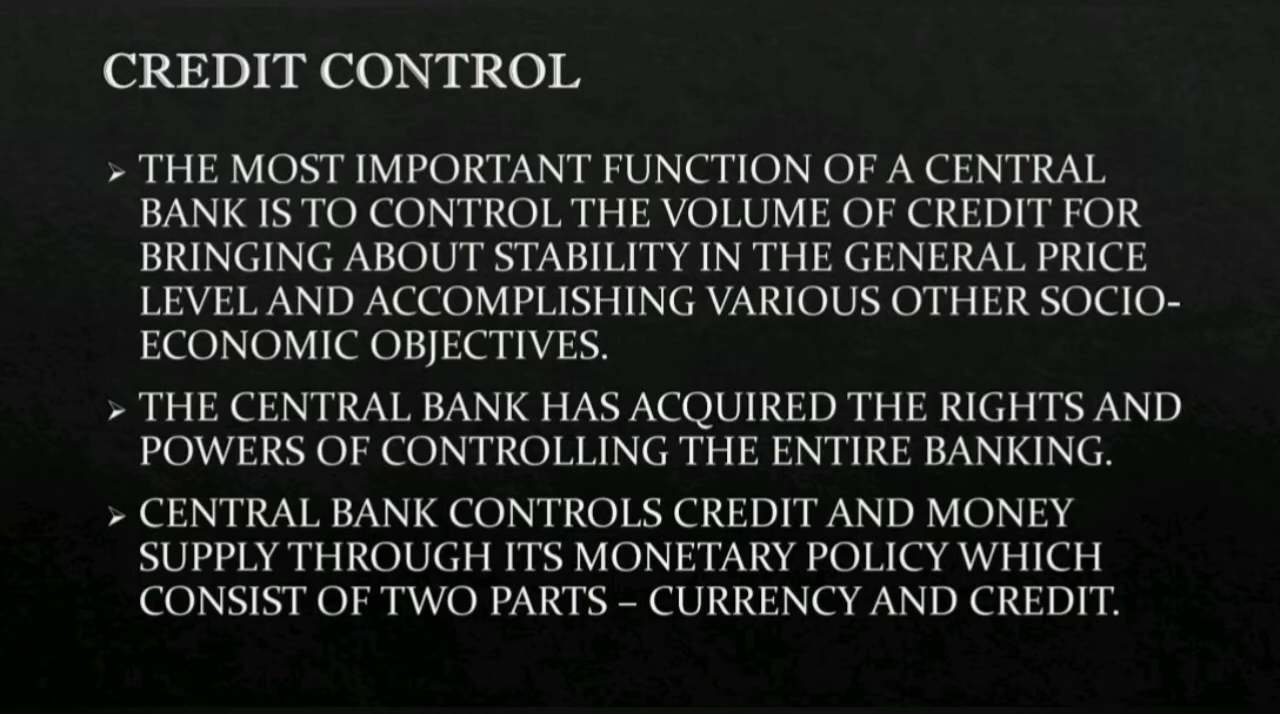 CREDIT CONTROL
➢ THE MOST IMPORTANT FUNCTION OF A CENTRAL
BANK IS TO CONTROL THE VOLUME OF CREDIT FOR
BRINGING ABOUT STABILITY IN THE GENERAL PRICE
LEVEL AND ACCOMPLISHING VARIOUS OTHER SOCIO-
ECONOMIC OBJECTIVES.
➢ THE CENTRAL BANK HAS ACQUIRED THE RIGHTS AND
POWERS OF CONTROLLING THE ENTIRE BANKING.
➢ CENTRAL BANK CONTROLS CREDIT AND MONEY
SUPPLY THROUGH ITS MONETARY POLICY WHICH
CONSIST OF TWO PARTS – CURRENCY AND CREDIT.